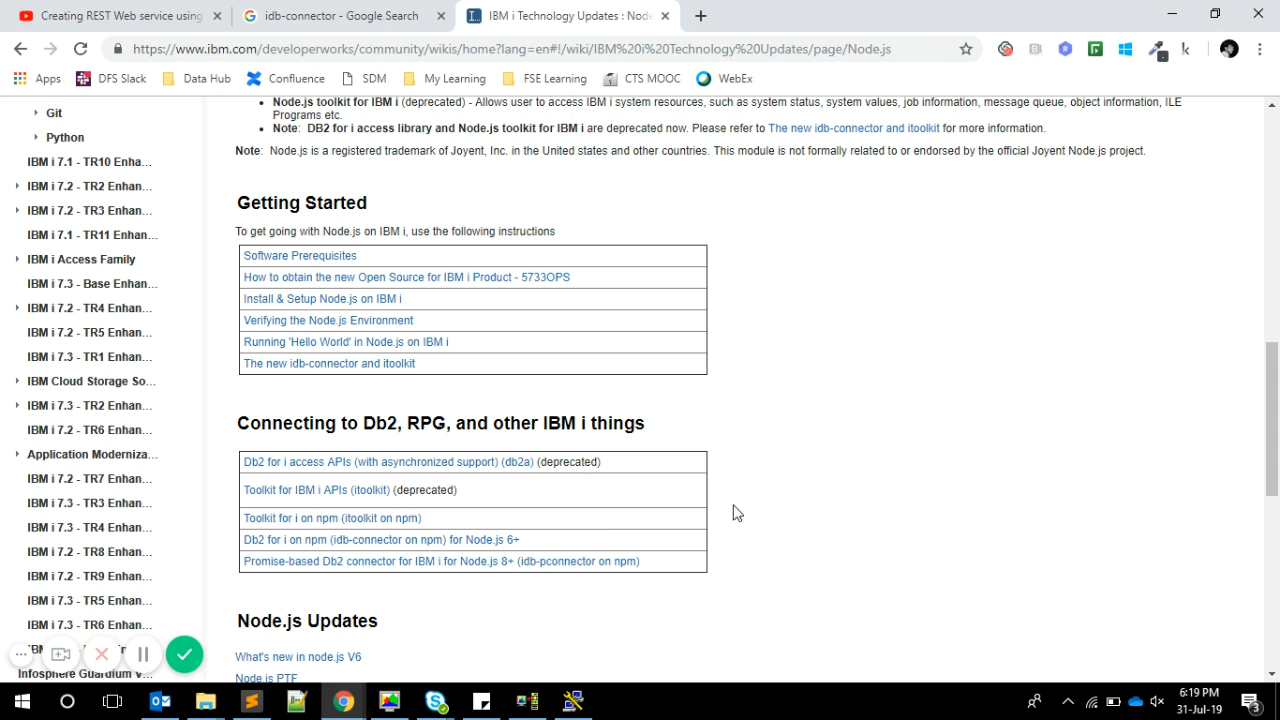 Creating REST Web service using
idb-connector - Google Search
IBM i Technology Updates : Node
https://www.ibm.com/developerworks/community/wikis/home?lang=en#!/wiki/IBM%20i%20Technology%20Updates/page/Node.js
Apps
DFS Slack
Data Hub
Confluence
SDM
My Learning
FSE Learning
CTS MOOC
WebEx
Git
Python
IBM i 7.1 - TR10 Enha...
IBM i 7.2 - TR2 Enhan...
IBM i 7.2 - TR3 Enhan...
IBM i 7.1 - TR11 Enhan...
IBM i Access Family
IBM i 7.3 - Base Enhan...
IBM i 7.2 - TR4 Enhan...
IBM i 7.2 - TR5 Enhan...
IBM i 7.3 - TR1 Enhan...
IBM Cloud Storage So...
IBM i 7.3 - TR2 Enhan...
IBM i 7.2 - TR6 Enhan...
Application Moderniza...
IBM i 7.2 - TR7 Enhan...
IBM i 7.3 - TR3 Enhan...
IBM i 7.3 - TR4 Enhan...
IBM i 7.2 - TR8 Enhan...
IBM i 7.2 - TR9 Enhan...
IBM i 7.3 - TR5 Enhan...
IBM i 7.3 - TR6 Enhan...
Infosphere Guardium V...
Node.js toolkit for IBM i (deprecated) - Allows user to access IBM i system resources, such as system status, system values, job information, message queue, object information, ILE
Programs etc.
Note: DB2 for i access library and Node.js toolkit for IBM i are deprecated now. Please refer to The new idb-connector and itoolkit for more information.
Note: Node.js is a registered trademark of Joyent, Inc. in the United states and other countries. This module is not formally related to or endorsed by the official Joyent Node.js project.
Getting Started
To get going with Node.js on IBM i, use the following instructions
Software Prerequisites
How to obtain the new Open Source for IBM i Product - 5733OPS
Install & Setup Node.js on IBM i
Verifying the Node.js Environment
Running 'Hello World' in Node.js on IBM i
The new idb-connector and itoolkit
Connecting to Db2, RPG, and other IBM i things
Db2 for i access APIs (with asynchronized support) (db2a) (deprecated)
Toolkit for IBM i APIs (itoolkit) (deprecated)
Toolkit for i on npm (itoolkit on npm)
Db2 for i on npm (idb-connector on npm) for Node.js 6+
Promise-based Db2 connector for IBM i for Node.js 8+ (idb-pconnector on npm)
Node.js Updates
What's new in node.js V6
Node.js PTF
6:19 PM
31-Jul-19
3